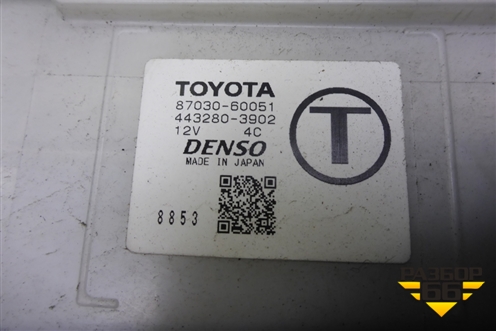 TOYOTA
87030-60051
443280-3902
12V 4C
DENSO
MADE IN JAPAN
T
8853
РАЗБОР
66